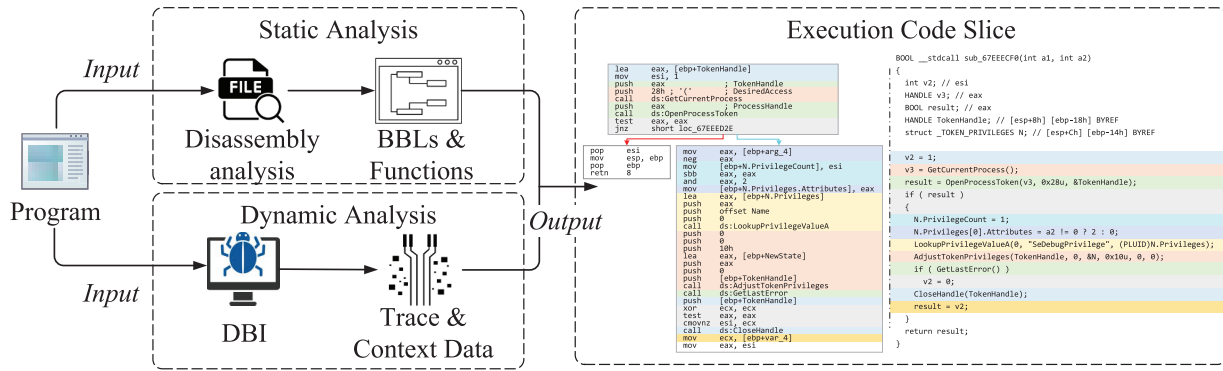 Static Analysis
Input
FILE
Disassembly
analysis
BBLs &
Functions
Program
Dynamic Analysis
Input
DBI
Trace &
Context Data
Output
Execution Code Slice
lea eax, [ebp+TokenHandle]
mov esi, 1
push eax ; TokenHandle
push 28h ; '(' ; DesiredAccess
call ds:GetCurrentProcess
push eax ; ProcessHandle
call ds:OpenProcessToken
test eax, eax
jnz short loc_67EEED2E
pop esi
mov esp, ebp
pop ebp
retn 8
mov eax, [ebp+arg_4]
neg eax
mov [ebp+N.PrivilegeCount], esi
sbb eax, eax
and eax, 2
mov [ebp+N.Privileges.Attributes], eax
lea eax, [ebp+N.Privileges]
push eax
push offset Name
push 0
call ds:LookupPrivilegeValueA
push 0
push 0
push 10h
lea eax, [ebp+NewState]
push eax
push 0
push [ebp+TokenHandle]
call ds:AdjustTokenPrivileges
call ds:GetLastError
push [ebp+TokenHandle]
xor ecx, ecx
test eax, eax
cmovnz esi, ecx
call ds:CloseHandle
mov ecx, [ebp+var_4]
mov eax, esi
BOOL __stdcall sub_67EEECF0(int a1, int a2)
{
int v2; // esi
HANDLE v3; // eax
BOOL result; // eax
HANDLE TokenHandle; // [esp+8h] [ebp-18h] BYREF
struct _TOKEN_PRIVILEGES N; // [esp+Ch] [ebp-14h] BYREF
v2 = 1;
v3 = GetCurrentProcess();
result = OpenProcessToken(v3, 0x28u, &TokenHandle);
if ( result )
{
N.PrivilegeCount = 1;
N.Privileges[0].Attributes = a2 != 0 ? 2 : 0;
LookupPrivilegeValueA(0, "SeDebugPrivilege", (PLUID)N.Privileges);
AdjustTokenPrivileges(TokenHandle, 0, &N, 0x10u, 0, 0);
if ( GetLastError() )
v2 = 0;
CloseHandle(TokenHandle);
result = v2;
}
return result;
}